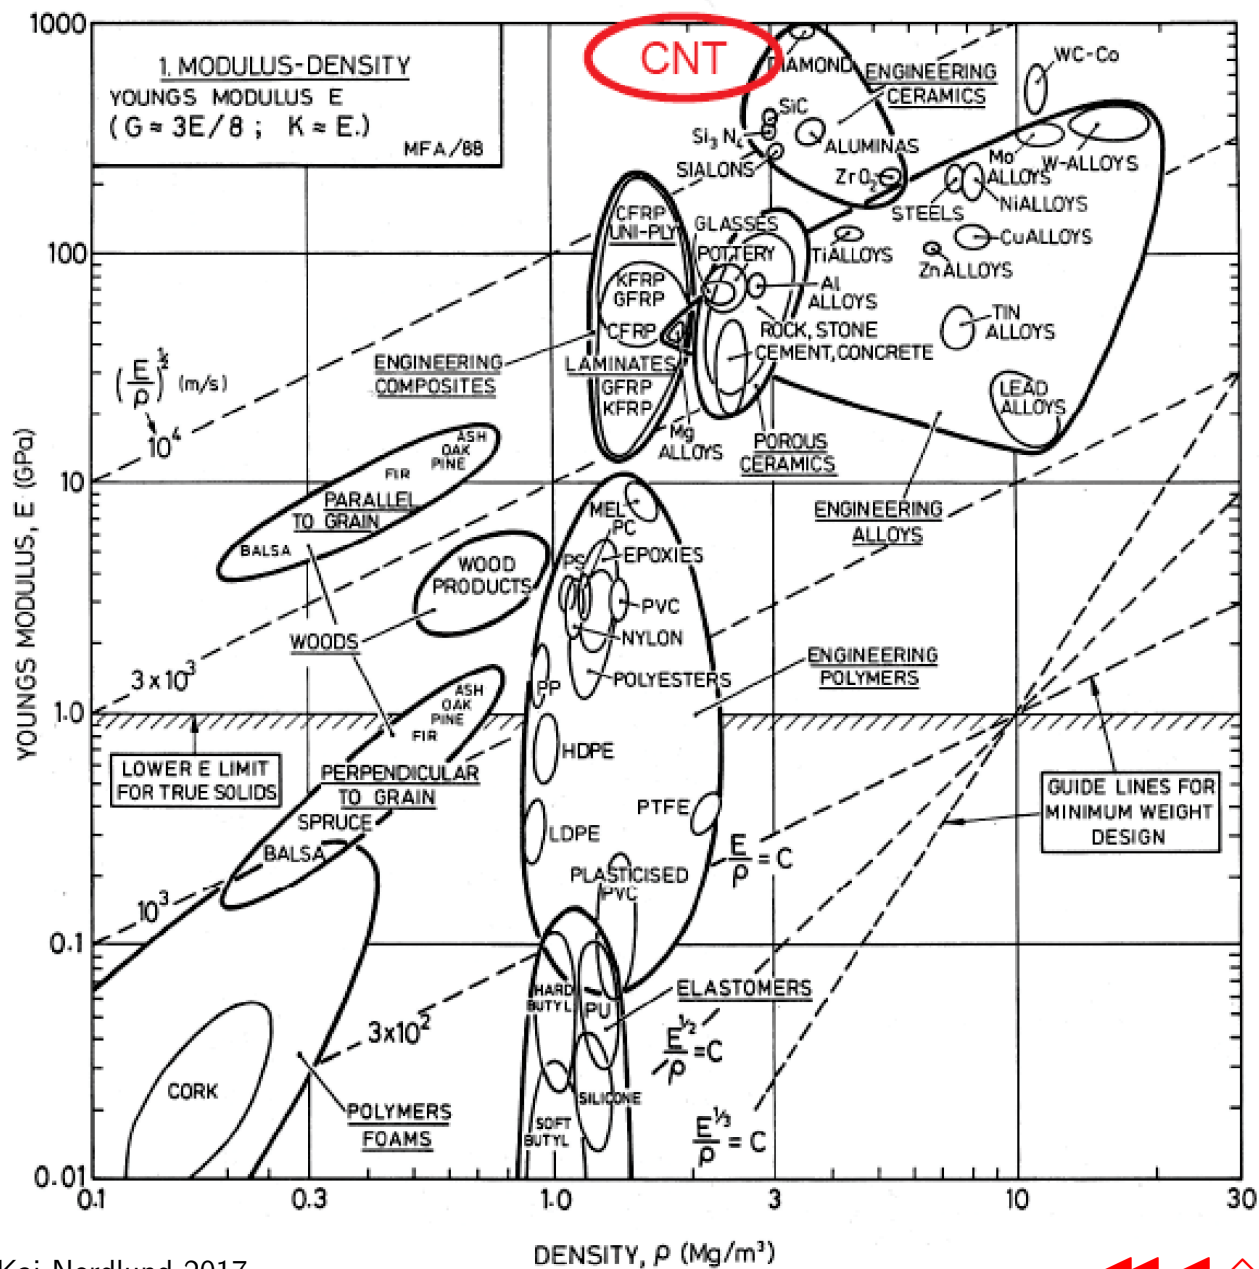 1000
CNT
1. MODULUS-DENSITY
YOUNGS MODULUS E
(G ≈ 3E/8 ; K ≈ E.)
MFA/88
DIAMOND
ENGINEERING
CERAMICS
WC-Co
SiC
Si3 N4
ALUMINAS
SIALONS
ZrO2
Mo
ALLOYS
W-ALLOYS
STEELS
NiALLOYS
CFRP
UNI-PLY
GLASSES
POTTERY
TiALLOYS
CuALLOYS
Zn ALLOYS
100
KFRP
GFRP
Al
ALLOYS
CFRP
ROCK, STONE
CEMENT, CONCRETE
TIN
ALLOYS
ENGINEERING
COMPOSITES
LAMINATES
GFRP
KFRP
LEAD
ALLOYS
(E/ρ)^½ (m/s)
10⁴
Mg
ALLOYS
POROUS
CERAMICS
ASH
OAK
PINE
FIR
PARALLEL
TO GRAIN
BALSA
10
MEL
PC
ENGINEERING
ALLOYS
PS
EPOXIES
WOOD
PRODUCTS
PVC
NYLON
WOODS
POLYESTERS
ENGINEERING
POLYMERS
3x10³
PP
ASH
OAK
PINE
FIR
1.0
HDPE
LOWER E LIMIT
FOR TRUE SOLIDS
PERPENDICULAR
TO GRAIN
SPRUCE
BALSA
PTFE
LDPE
GUIDE LINES FOR
MINIMUM WEIGHT
DESIGN
E/ρ = C
PLASTICISED
PVC
10³
0.1
HARD
BUTYL
PU
ELASTOMERS
3x10²
E^½/ρ = C
CORK
SILICONE
POLYMERS
FOAMS
SOFT
BUTYL
E^⅓/ρ = C
0.01
0.1
0.3
1.0
3
10
30
YOUNGS MODULUS, E (GPa)
DENSITY, ρ (Mg/m³)